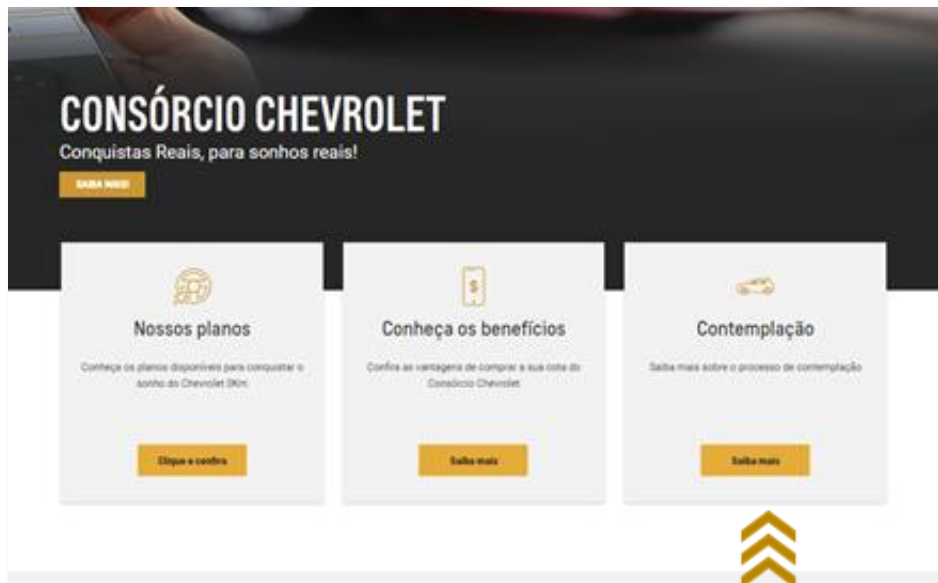 CONSÓRCIO CHEVROLET
Conquistas Reais, para sonhos reais!
SAIBA MAIS!
Nossos planos
Conheça os planos disponíveis para conquistar o
sonho do Chevrolet 0Km
Clique e confira
Conheça os benefícios
Confira as vantagens de comprar a sua cota do
Consórcio Chevrolet
Saiba mais
Contemplação
Saiba mais sobre o processo de contemplação
Saiba mais